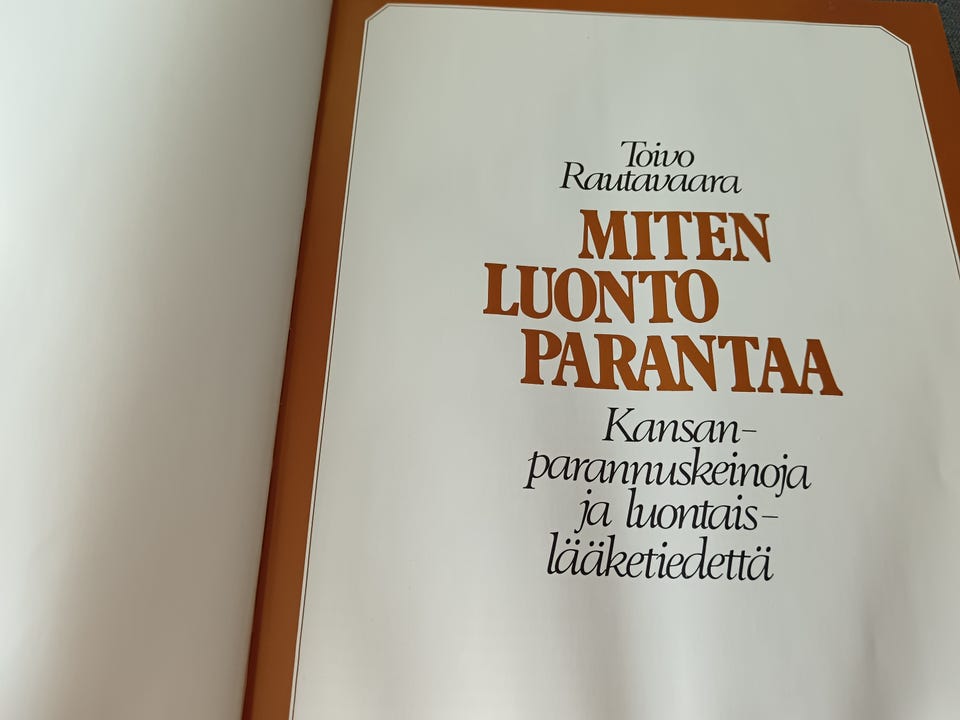 Toivo
Rautavaara
MITEN
LUONTO
PARANTAA
Kansan-
parannuskeinoja
ja luontais-
lääketiedettä